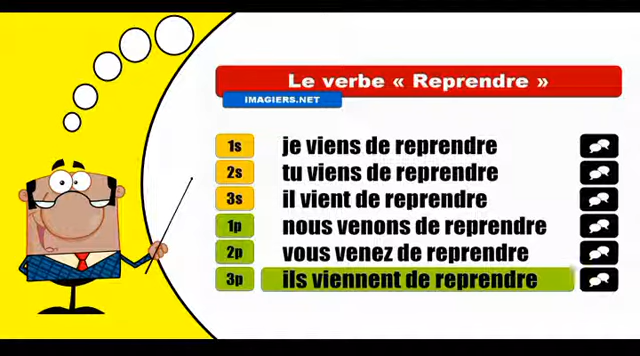 Le verbe « Reprendre »
IMAGIERS.NET
1s je viens de reprendre
2s tu viens de reprendre
3s il vient de reprendre
1p nous venons de reprendre
2p vous venez de reprendre
3p ils viennent de reprendre